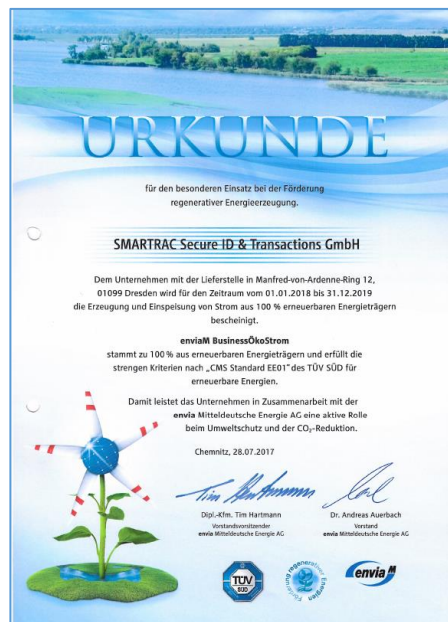 URKUNDE
für den besonderen Einsatz bei der Förderung
regenerativer Energieerzeugung.
SMARTRAC Secure ID & Transactions GmbH
Dem Unternehmen mit der Lieferstelle in Manfred-von-Ardenne-Ring 12,
01099 Dresden wird für den Zeitraum vom 01.01.2018 bis 31.12.2019
die Erzeugung und Einspeisung von Strom aus 100 % erneuerbaren Energieträgern
bescheinigt.
enviaM BusinessÖkoStrom
stammt zu 100 % aus erneuerbaren Energieträgern und erfüllt die
strengen Kriterien nach „CMS Standard EE01" des TÜV SÜD für
erneuerbare Energien.
Damit leistet das Unternehmen in Zusammenarbeit mit der
envia Mitteldeutsche Energie AG eine aktive Rolle
beim Umweltschutz und der CO₂-Reduktion.
Chemnitz, 28.07.2017
Dipl.-Kfm. Tim Hartmann
Vorstandsvorsitzender
envia Mitteldeutsche Energie AG
Dr. Andreas Auerbach
Vorstand
envia Mitteldeutsche Energie AG
TÜV
SÜD
Förderung regenerativer Energien
envia M